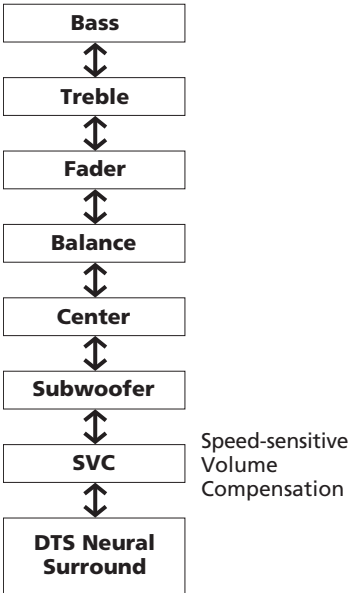 Bass
Treble
Fader
Balance
Center
Subwoofer
SVC
Speed-sensitive
Volume
Compensation
DTS Neural
Surround